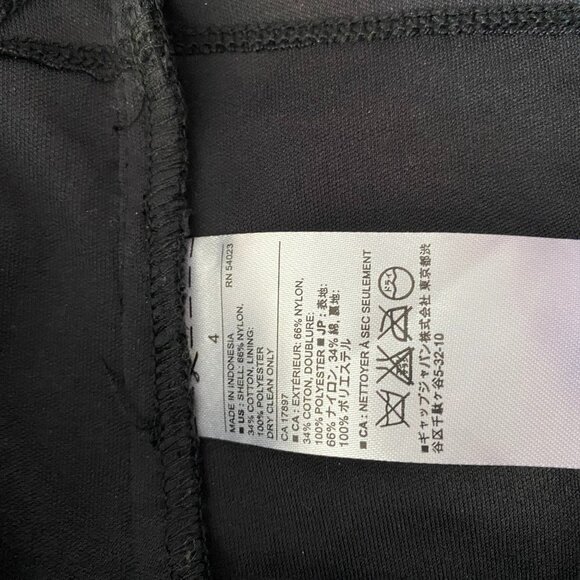 4
RN 54023
MADE IN INDONESIA
■ US : SHELL: 66% NYLON,
34% COTTON, LINING:
100% POLYESTER
DRY CLEAN ONLY
CA 17897
■ CA : EXTÉRIEUR: 66% NYLON,
34% COTON, DOUBLURE:
100% POLYESTER ■ JP : 表地:
66% ナイロン, 34% 綿, 裏地:
100% ポリエステル
■ CA : NETTOYER À SEC SEULEMENT
ドライ
■ギャップジャパン株式会社 東京都渋
谷区千駄ヶ谷5-32-10